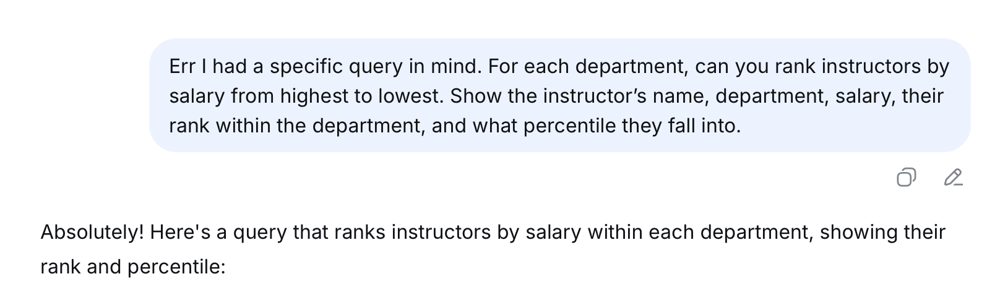 Err I had a specific query in mind. For each department, can you rank instructors by
salary from highest to lowest. Show the instructor’s name, department, salary, their
rank within the department, and what percentile they fall into.
Absolutely! Here's a query that ranks instructors by salary within each department, showing their
rank and percentile: